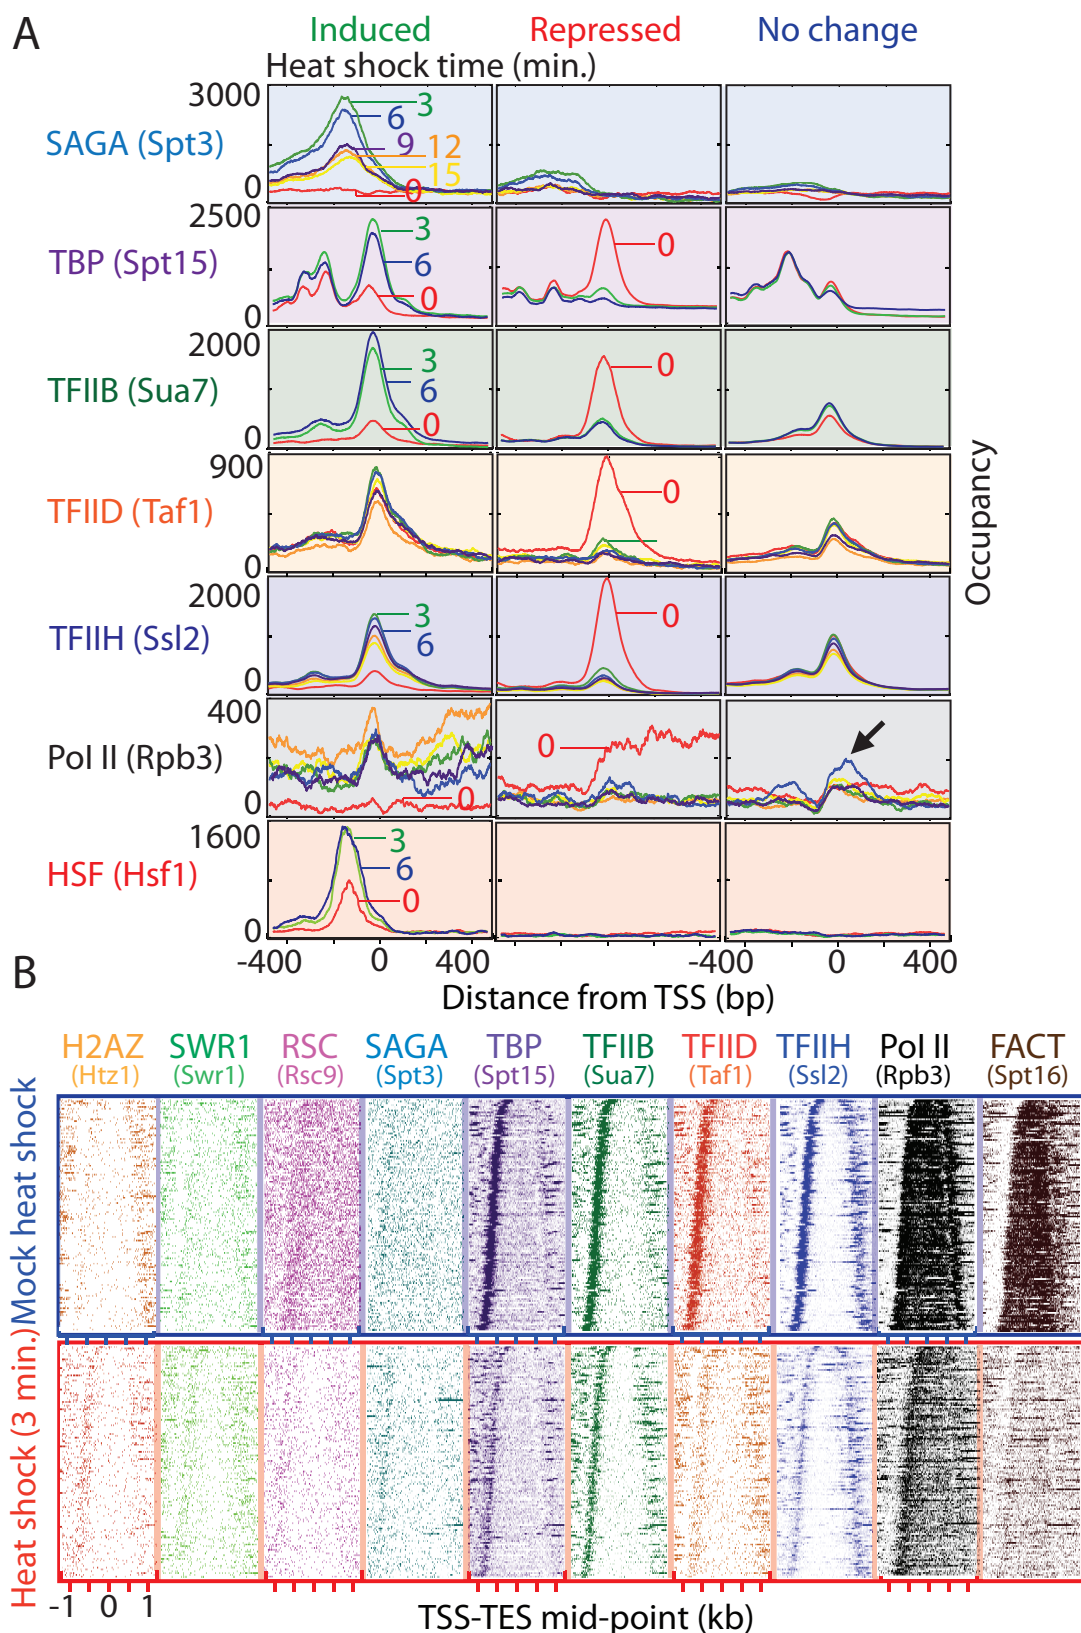 A
Induced Repressed No change
Heat shock time (min.)
SAGA (Spt3) 3000 0 3 6 9 12 15 0
TBP (Spt15) 2500 0 3 6 0 0
TFIIB (Sua7) 2000 0 3 6 0 0
TFIID (Taf1) 900 0 0
TFIIH (Ssl2) 2000 0 3 6 0
Pol II (Rpb3) 400 0 0 0
HSF (Hsf1) 1600 0 3 6 0
Occupancy
-400 0 400 -400 0 400
Distance from TSS (bp)
B
H2AZ SWR1 RSC SAGA TBP TFIIB TFIID TFIIH Pol II FACT
(Htz1) (Swr1) (Rsc9) (Spt3) (Spt15) (Sua7) (Taf1) (Ssl2) (Rpb3) (Spt16)
Mock heat shock
Heat shock (3 min.)
-1 0 1
TSS-TES mid-point (kb)